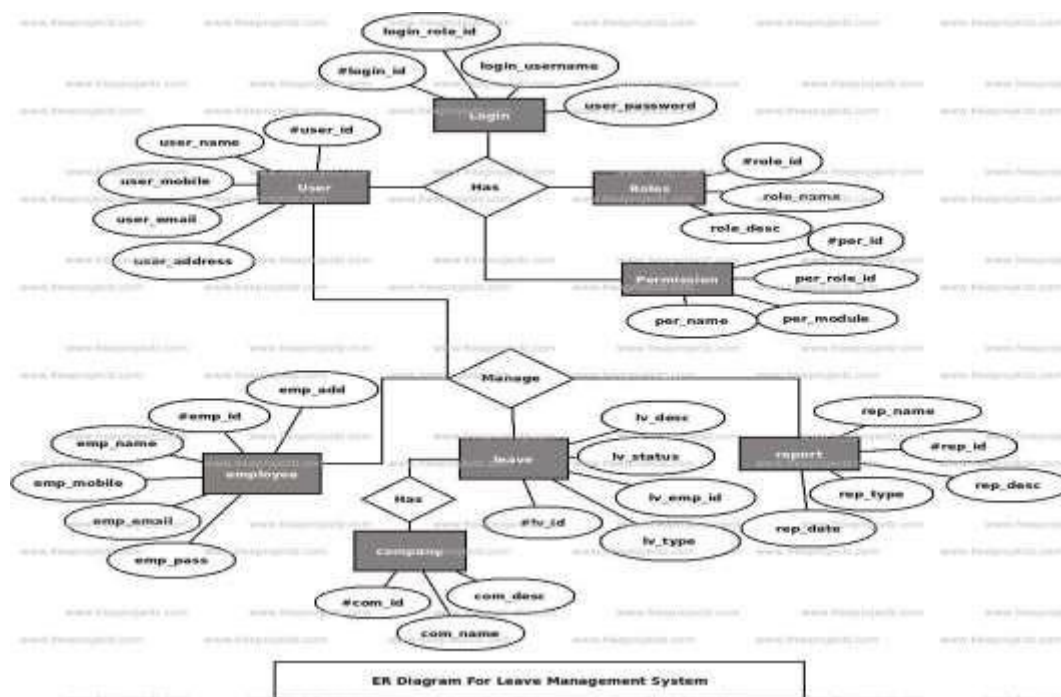 login_role_id
#login_id
login_username
user_password
Login
#user_id
user_name
user_mobile
user_email
user_address
User
Has
Roles
#role_id
role_name
role_desc
Permission
#per_id
per_role_id
per_module
per_name
Manage
emp_add
#emp_id
emp_name
emp_mobile
emp_email
emp_pass
employee
leave
lv_desc
lv_status
lv_emp_id
lv_type
#lv_id
Has
company
#com_id
com_name
com_desc
report
rep_name
#rep_id
rep_desc
rep_type
rep_date
ER Diagram For Leave Management System